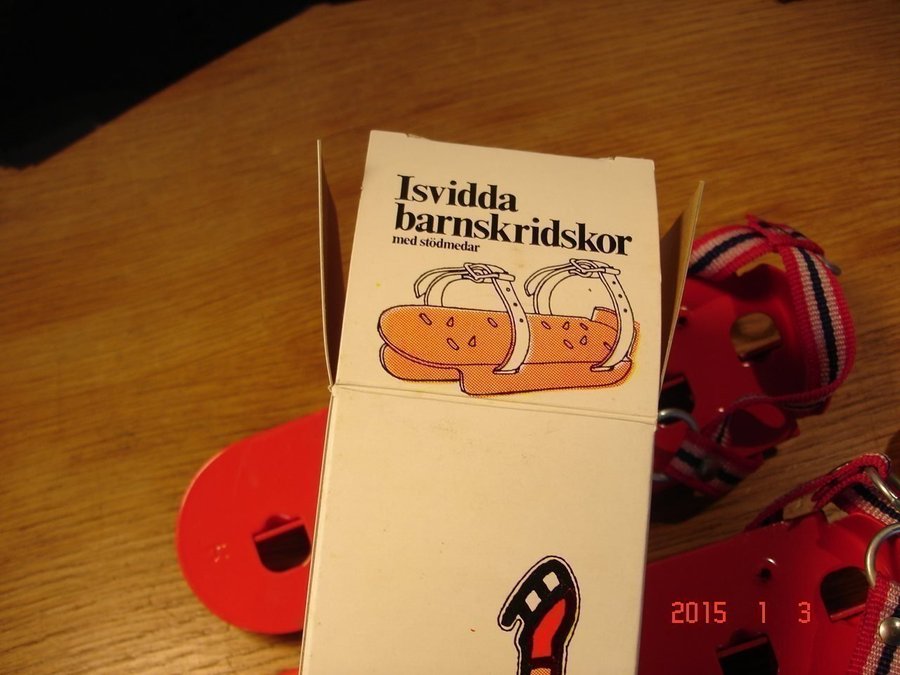 Isvidda
barnskridskor
med stödmedar
2015 1 3